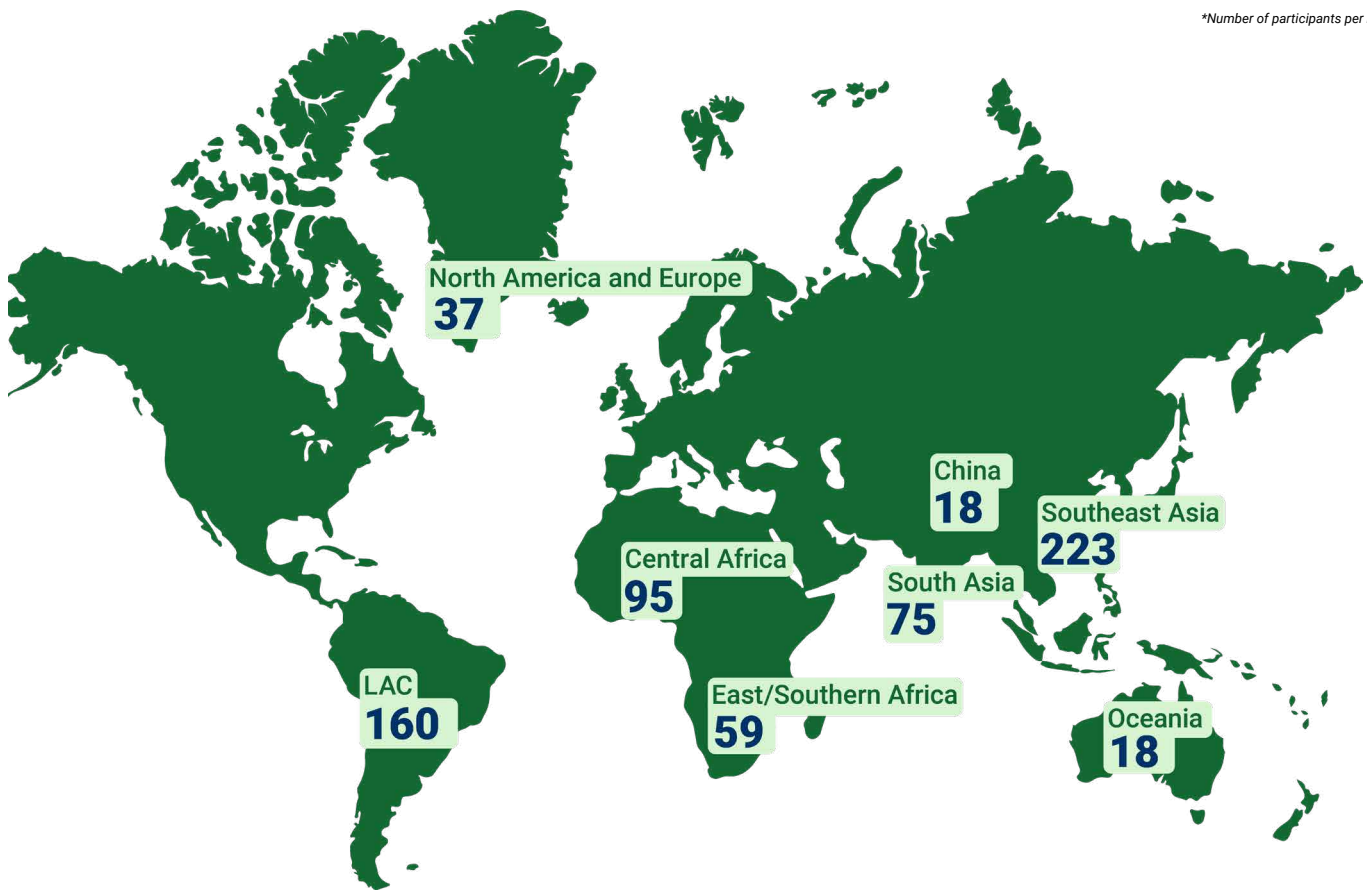 *Number of participants per
North America and Europe
37
China
18
Southeast Asia
223
Central Africa
95
South Asia
75
LAC
160
East/Southern Africa
59
Oceania
18